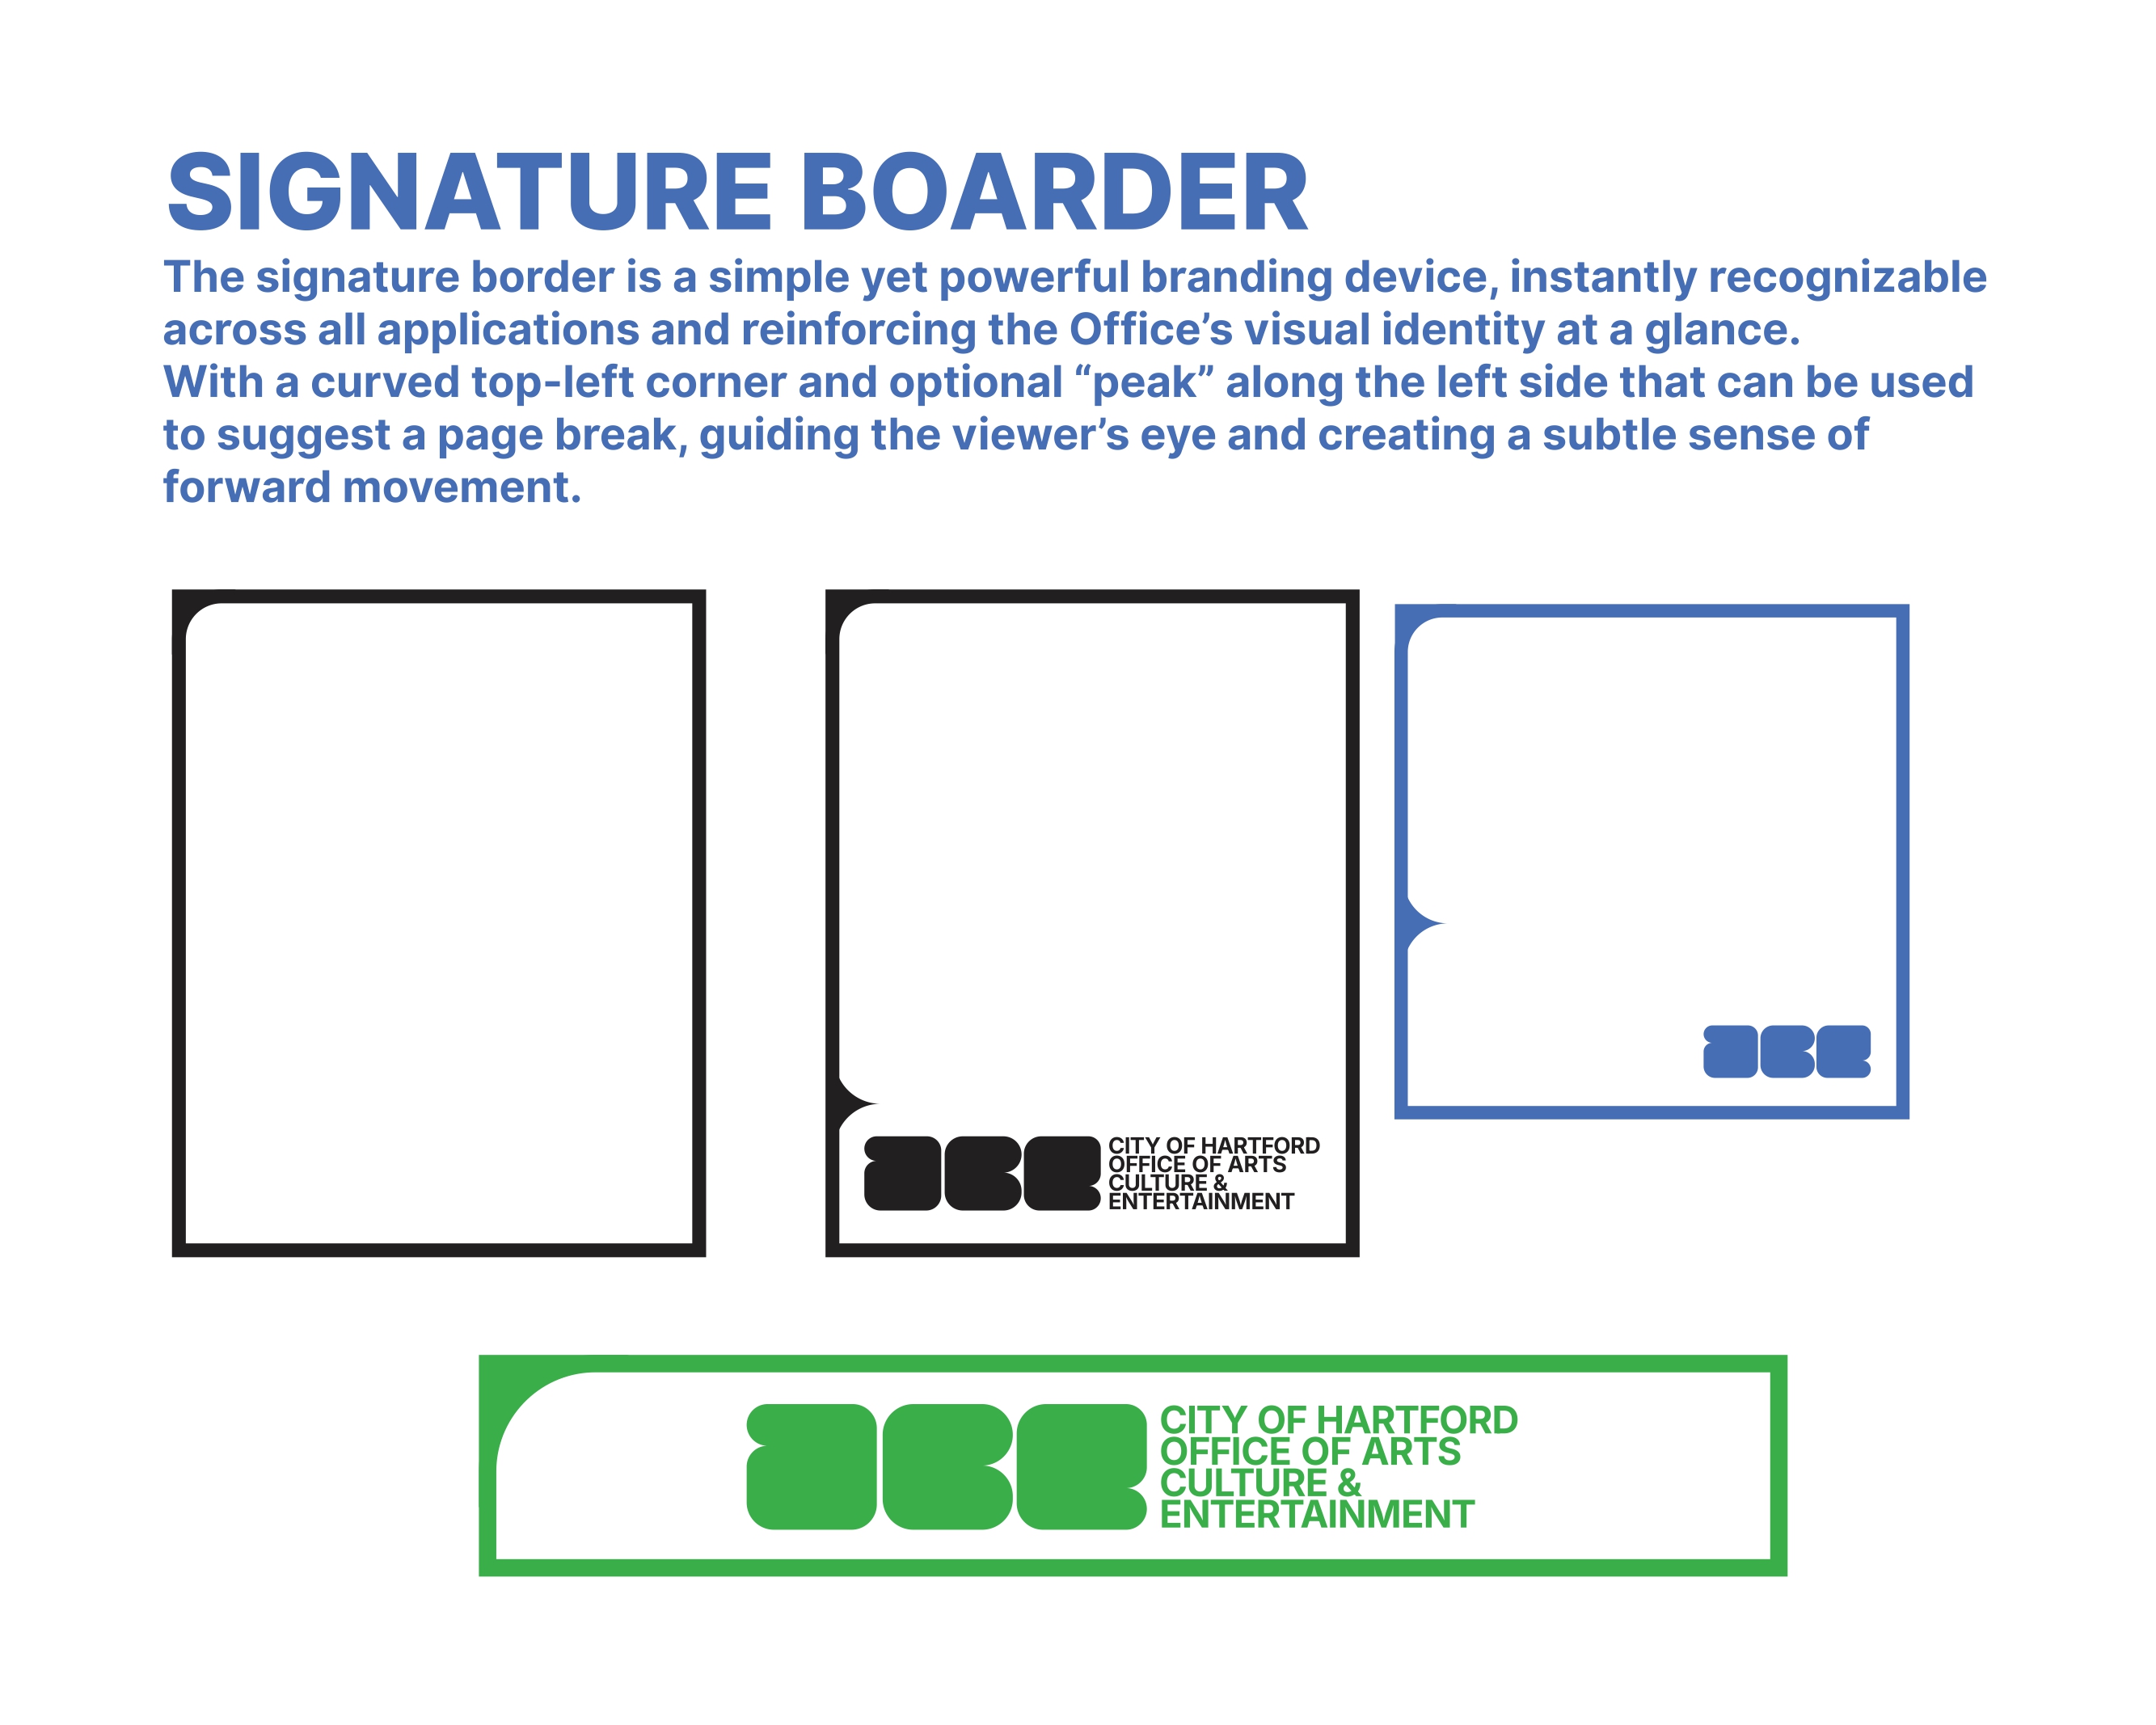 SIGNATURE BOARDER
The signature border is a simple yet powerful branding device, instantly recognizable
across all applications and reinforcing the Office’s visual identity at a glance.
With a curved top-left corner and optional “peak” along the left side that can be used
to suggest a page break, guiding the viewer’s eye and creating a subtle sense of
forward movement.
CITY OF HARTFORD
OFFICE OF ARTS
CULTURE &
ENTERTAINMENT
CITY OF HARTFORD
OFFICE OF ARTS
CULTURE &
ENTERTAINMENT